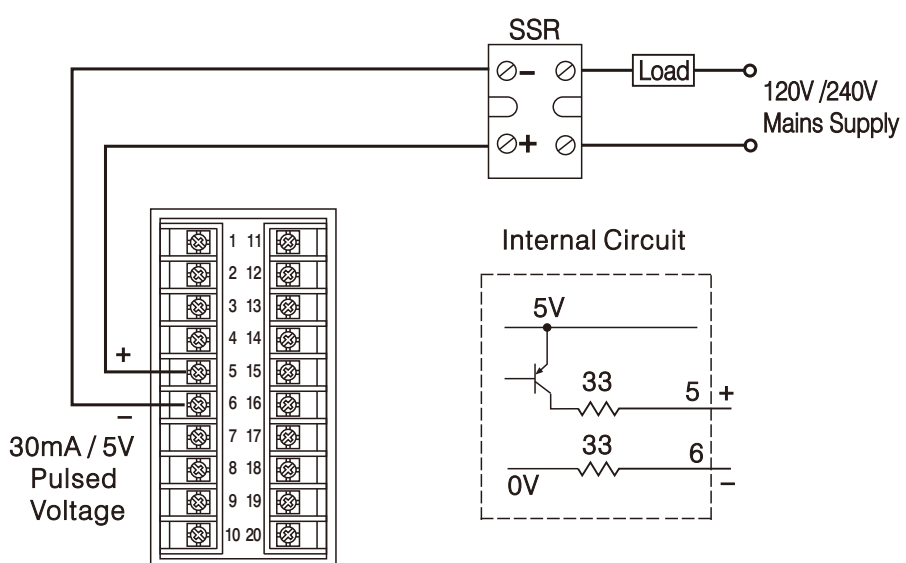 SSR
−
Load
120V /240V
Mains Supply
+
1 11
2 12
3 13
4 14
+
5 15
6 16
−
7 17
8 18
9 19
10 20
30mA / 5V
Pulsed
Voltage
Internal Circuit
5V
33
5 +
33
6
0V
−